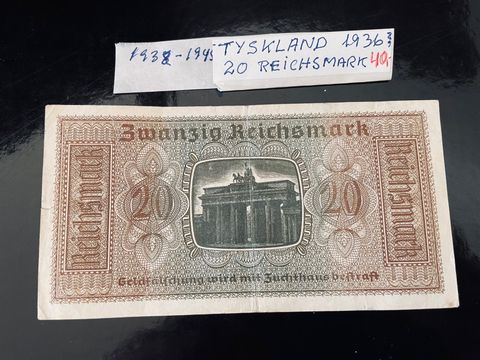 1938-1945
TYSKLAND 1936
20 REICHSMARK 40,-
Zwanzig Reichsmark
Reichsmark
20
20
Reichsmark
Geldfälschung wird mit Zuchthaus bestraft